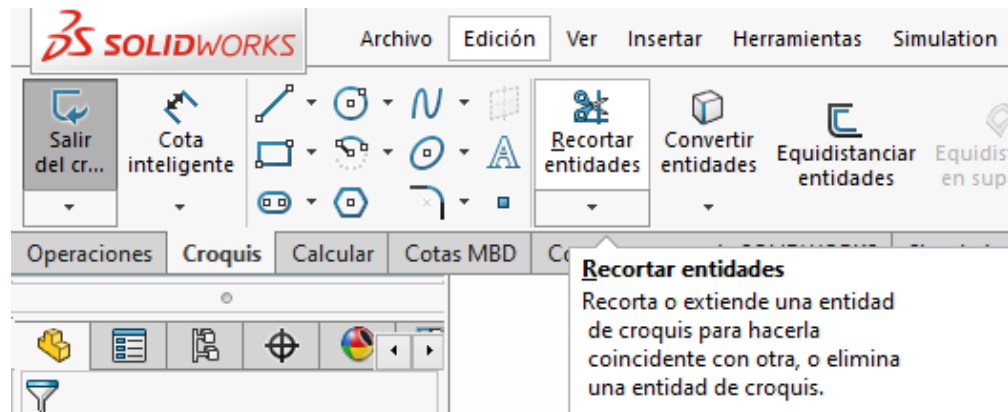 SOLIDWORKS
Archivo Edición Ver Insertar Herramientas Simulation
Salir del cr...
Cota inteligente
Recortar entidades
Convertir entidades
Equidistanciar entidades
Equidis
en sup
Operaciones Croquis Calcular Cotas MBD
Recortar entidades
Recorta o extiende una entidad
de croquis para hacerla
coincidente con otra, o elimina
una entidad de croquis.